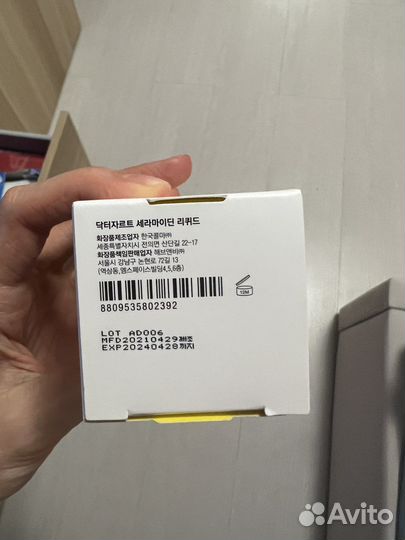 닥터자르트 세라마이딘 리퀴드
화장품제조업자 한국콜마㈜
세종특별자치시 전의면 산단길 22-17
화장품책임판매업자 해브앤비㈜
서울시 강남구 논현로 72길 13
(역삼동,엠스페이스빌딩4,5,6층)
8809535802392
18M
LOT AD006
MFD20210429제조
EXP20240428까지
Avito